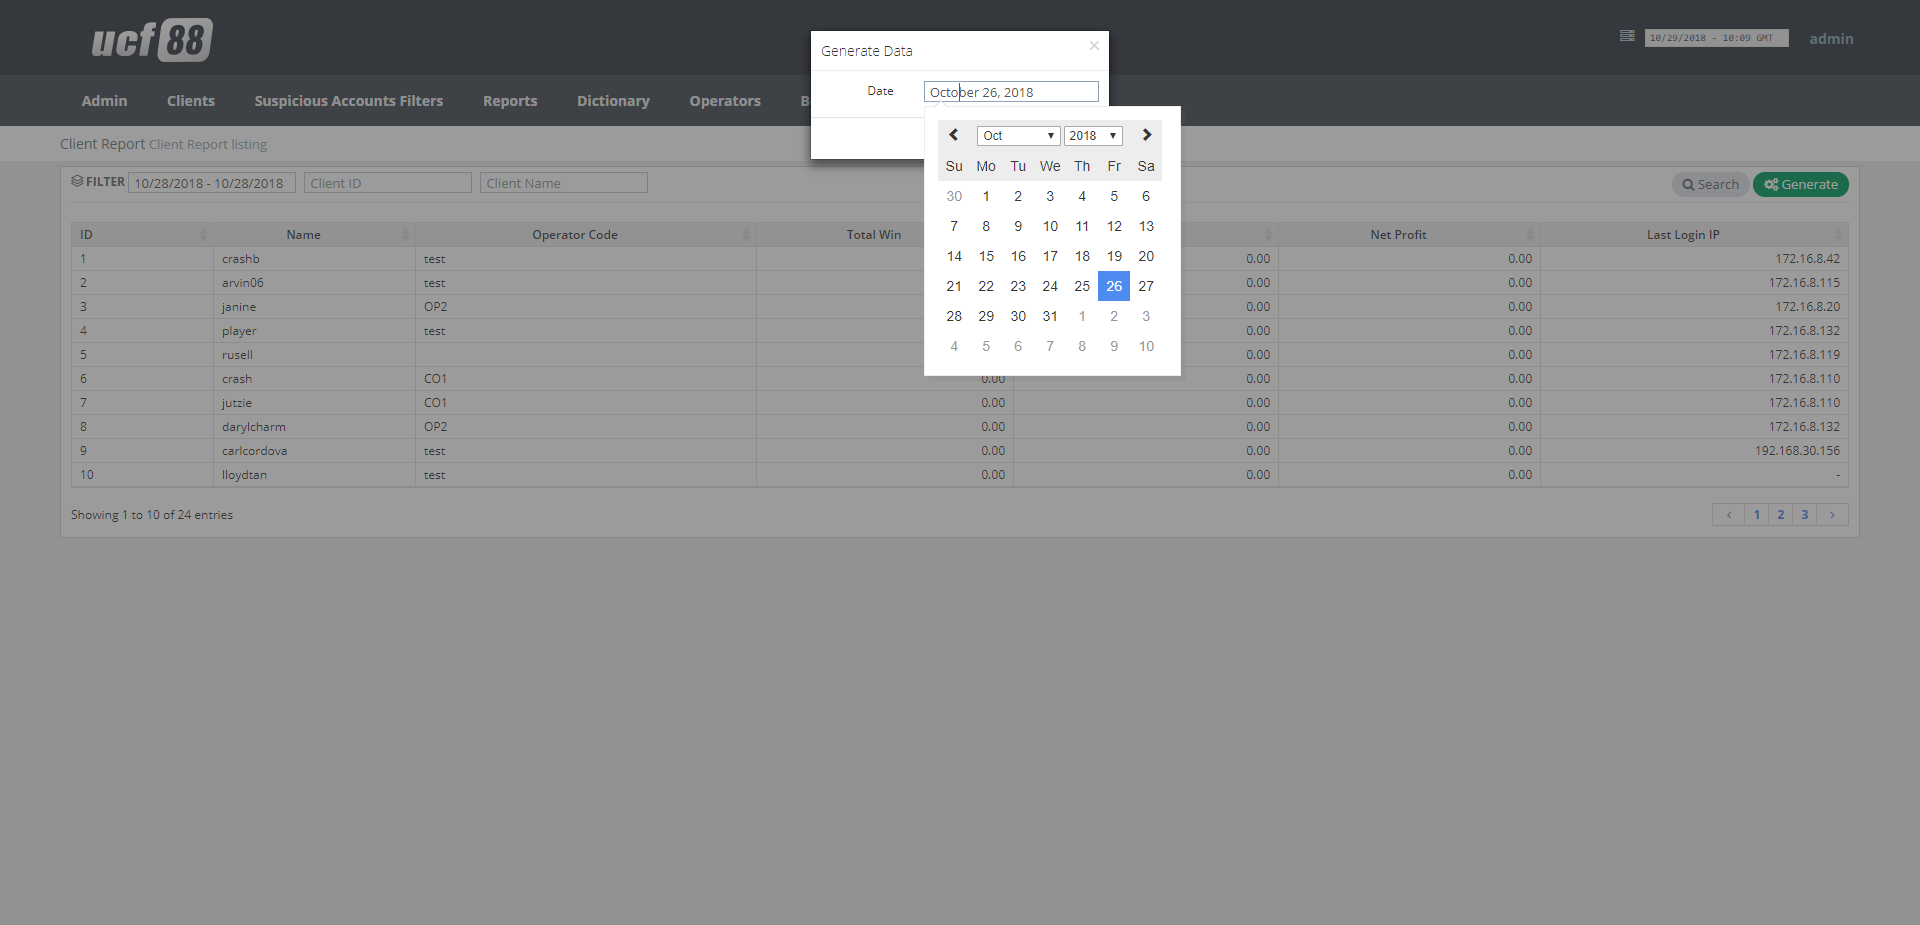 ucf 88
10/29/2018 - 10:09 GMT
admin
Admin Clients Suspicious Accounts Filters Reports Dictionary Operators
Generate Data ×
Date October 26, 2018
Oct 2018
Su Mo Tu We Th Fr Sa
30 1 2 3 4 5 6
7 8 9 10 11 12 13
14 15 16 17 18 19 20
21 22 23 24 25 26 27
28 29 30 31 1 2 3
4 5 6 7 8 9 10
Client Report Client Report listing
FILTER 10/28/2018 - 10/28/2018 Client ID Client Name Search Generate
ID Name Operator Code Total Win Net Profit Last Login IP
1 crashb test 0.00 0.00 172.16.8.42
2 arvin06 test 0.00 0.00 172.16.8.115
3 janine OP2 0.00 0.00 172.16.8.20
4 player test 0.00 0.00 172.16.8.132
5 rusell 0.00 0.00 172.16.8.119
6 crash CO1 0.00 0.00 0.00 172.16.8.110
7 jutzie CO1 0.00 0.00 0.00 172.16.8.110
8 darylcharm OP2 0.00 0.00 0.00 172.16.8.132
9 carlcordova test 0.00 0.00 0.00 192.168.30.156
10 lloydtan test 0.00 0.00 0.00 -
Showing 1 to 10 of 24 entries
‹ 1 2 3 ›